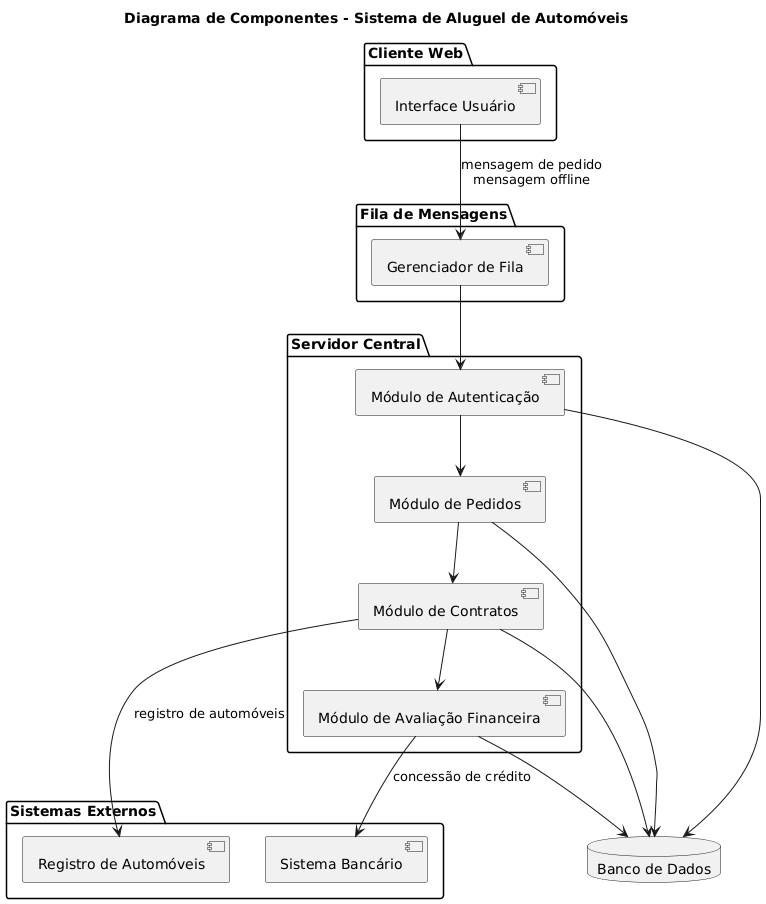 Diagrama de Componentes - Sistema de Aluguel de Automóveis
Cliente Web
Interface Usuário
mensagem de pedido
mensagem offline
Fila de Mensagens
Gerenciador de Fila
Servidor Central
Módulo de Autenticação
Módulo de Pedidos
Módulo de Contratos
registro de automóveis
Módulo de Avaliação Financeira
concessão de crédito
Sistemas Externos
Registro de Automóveis
Sistema Bancário
Banco de Dados